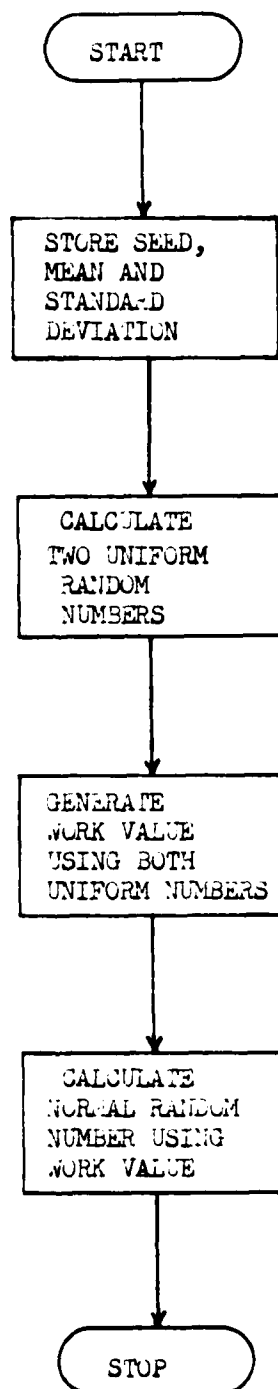 START
STORE SEED,
MEAN AND
STANDARD
DEVIATION
CALCULATE
TWO UNIFORM
RANDOM
NUMBERS
GENERATE
WORK VALUE
USING BOTH
UNIFORM NUMBERS
CALCULATE
NORMAL RANDOM
NUMBER USING
WORK VALUE
STOP